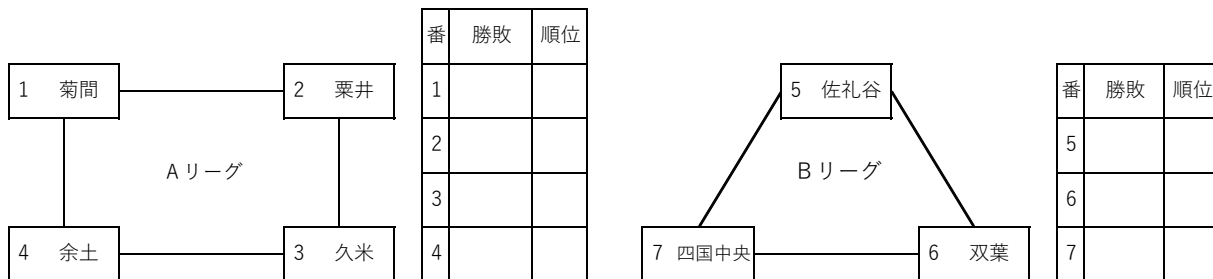 番 勝敗 順位
1 菊間
2 粟井
1
2
3
4
Aリーグ
4 余土
3 久米
5 佐礼谷
Bリーグ
7 四国中央
6 双葉
番 勝敗 順位
5
6
7